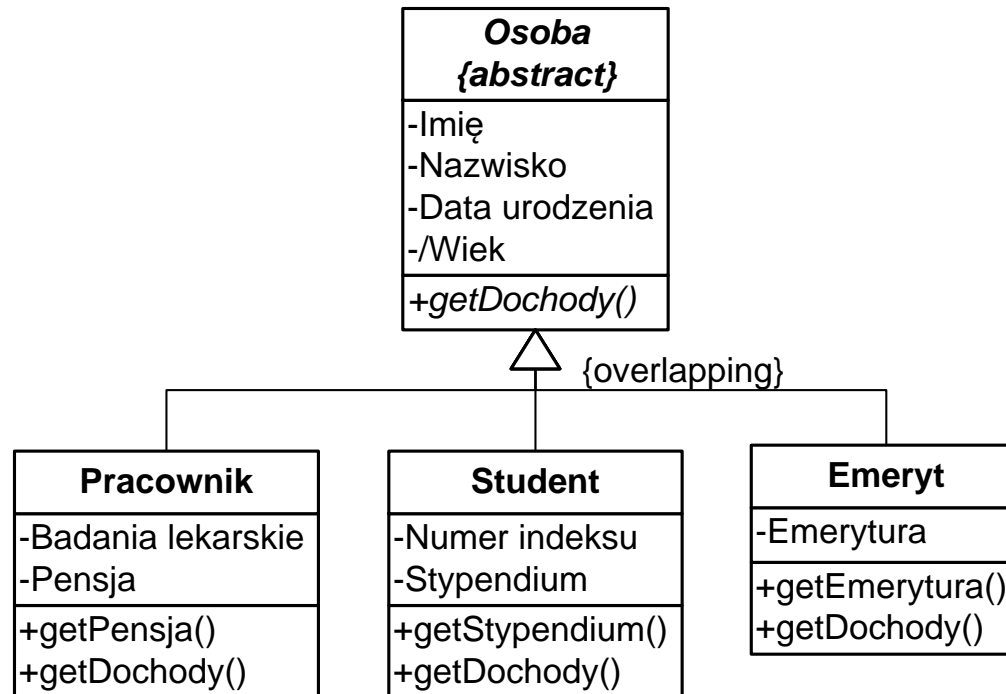 Osoba
{abstract}
-Imię
-Nazwisko
-Data urodzenia
-/Wiek
+getDochody()
{overlapping}
Pracownik
-Badania lekarskie
-Pensja
+getPensja()
+getDochody()
Student
-Numer indeksu
-Stypendium
+getStypendium()
+getDochody()
Emeryt
-Emerytura
+getEmerytura()
+getDochody()